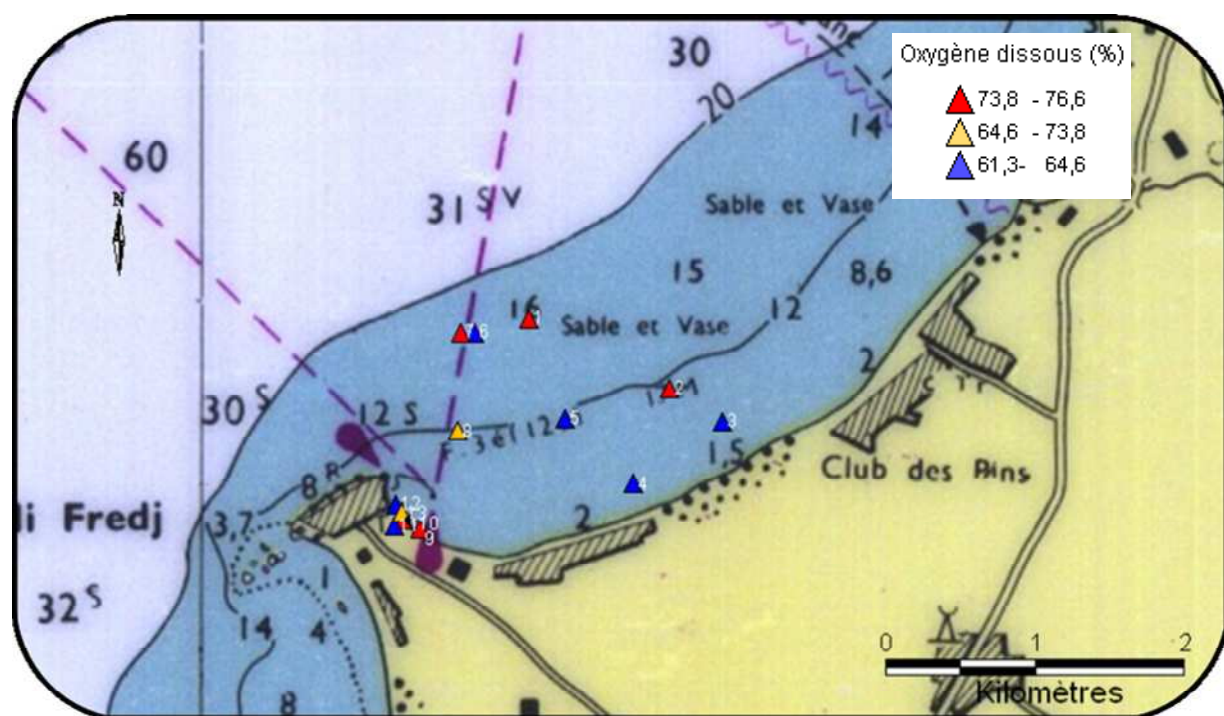 Oxygène dissous (%)
73,8 - 76,6
64,6 - 73,8
61,3- 64,6
30
20
14
60
N
31 S V
Sable et Vase
15
8,6
16
Sable et Vase
12
7
6
2
2
30 S
12 S
8
5
3
1,5
4
8 R
12
Club des Pins
di Fredj
3,7
10
9
2
1
32 S
14
4
8
0 1 2
Kilomètres